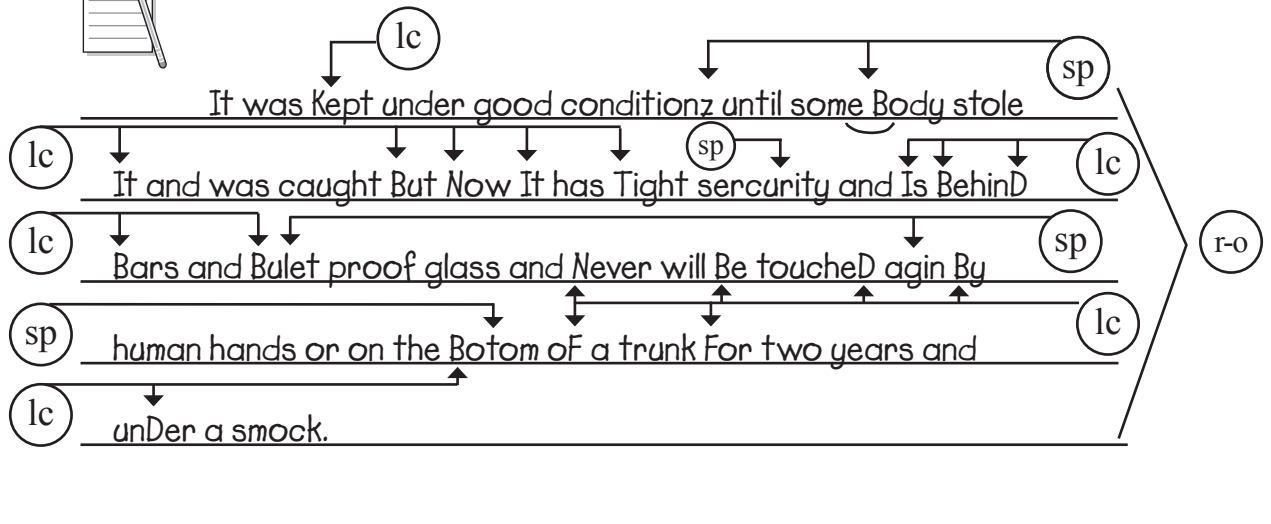 lc
sp
It was Kept under good conditionz until some Body stole
lc
sp
lc
It and was caught But Now It has Tight sercurity and Is BehinD
lc
sp
r-o
Bars and Bulet proof glass and Never will Be toucheD agin By
sp
lc
human hands or on the Botom oF a trunk For two years and
lc
unDer a smock.